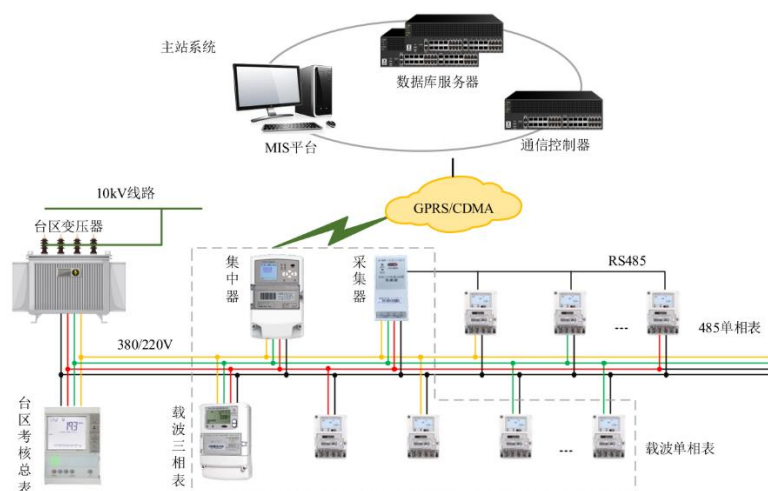 主站系统
数据库服务器
通信控制器
MIS平台
GPRS/CDMA
10kV线路
台区变压器
集中器
采集器
RS485
485单相表
---
380/220V
台区考核总表
193
载波三相表
---
载波单相表